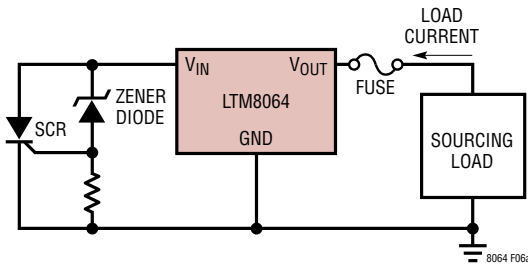 LOAD
CURRENT
VIN
VOUT
ZENER
DIODE
LTM8064
FUSE
SCR
GND
SOURCING
LOAD
8064 F06a